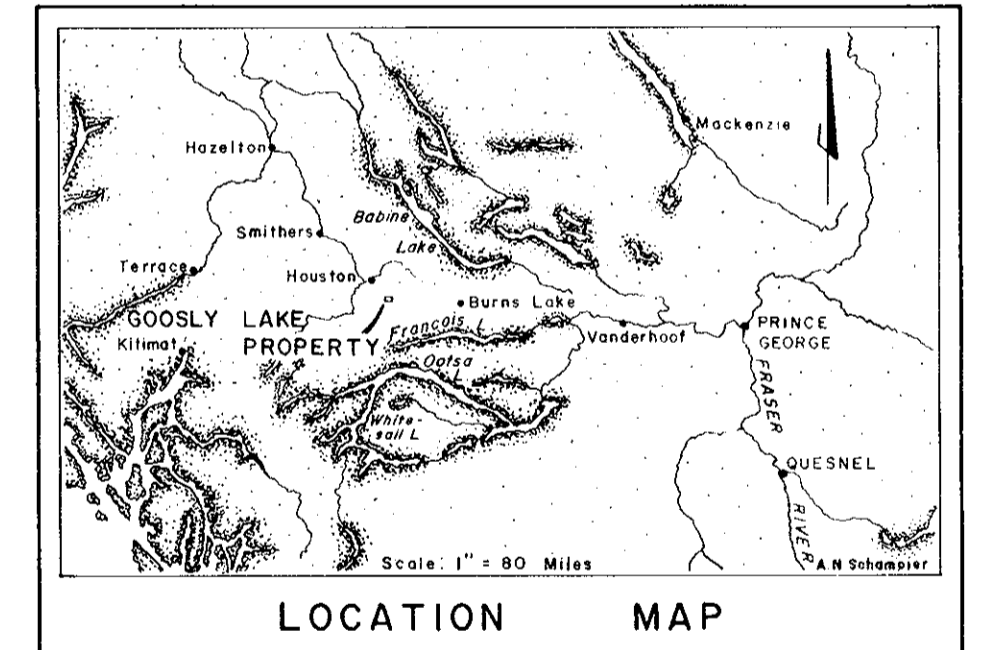 Mackenzie
Hazelton
Babine
Lake
Smithers
Terrace
Houston
Burns Lake
GOOSLY LAKE
PROPERTY
Kitimat
Francois L
Vanderhoof
PRINCE
GEORGE
Ootsa
L
White-
sail L
FRASER
RIVER
QUESNEL
Scale: 1" = 80 Miles
A.N Schampier
LOCATION MAP